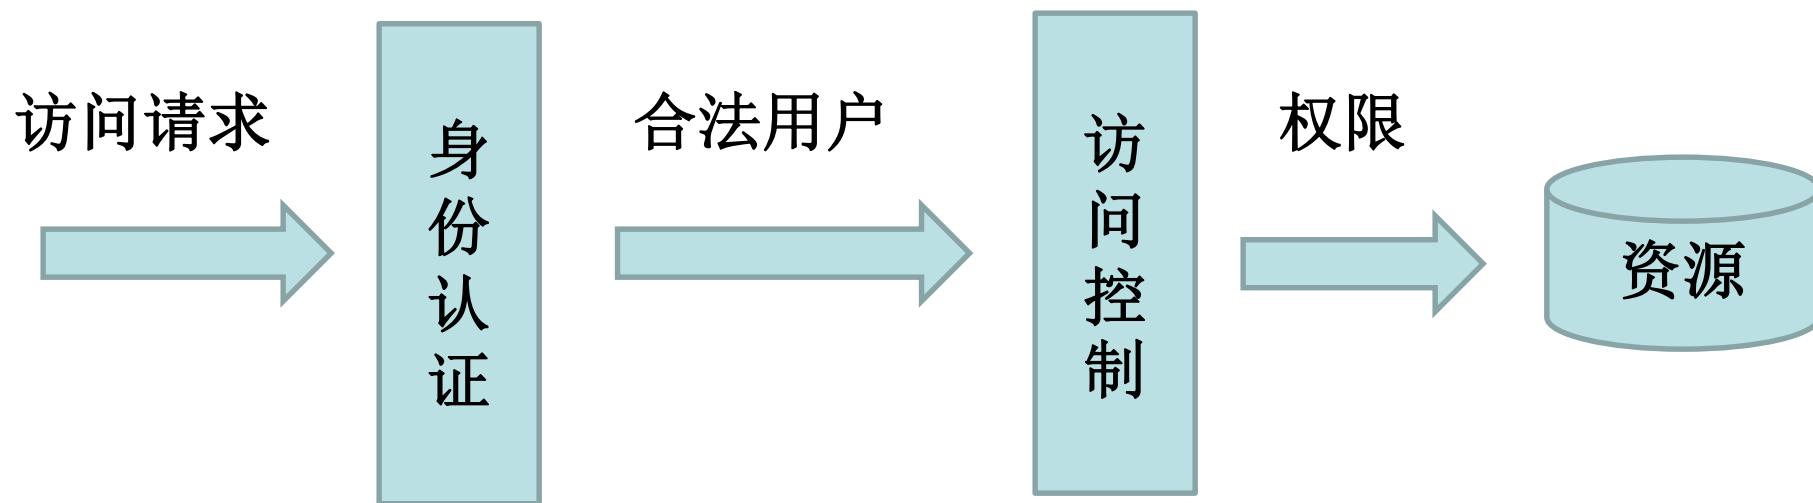 访问请求
身份认证
合法用户
访问控制
权限
资源